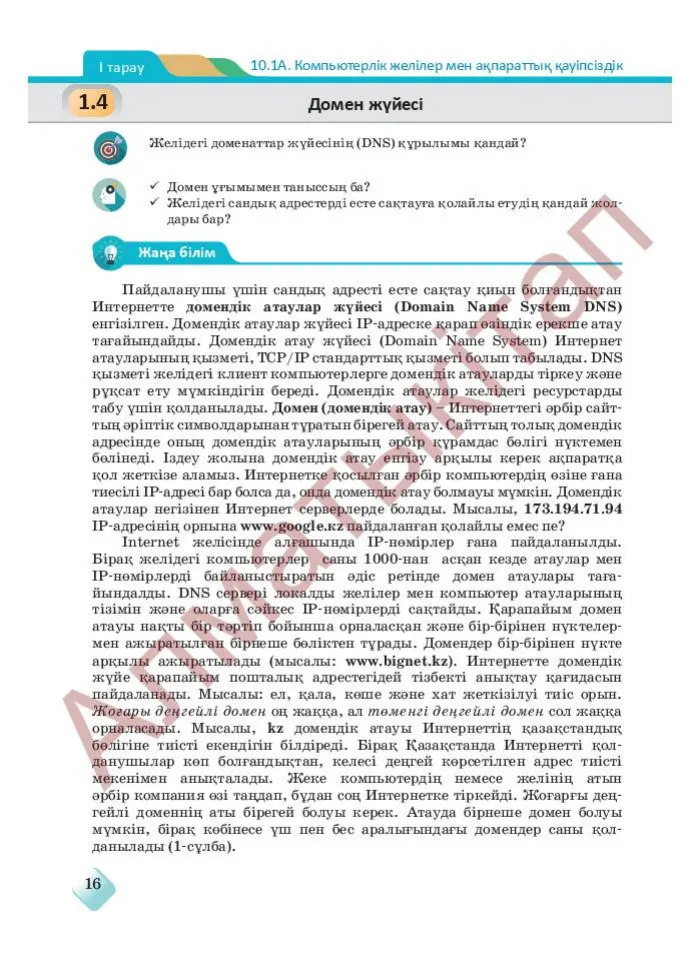 І тарау
10.1А. Компьютерлік желілер мен ақпараттық қауіпсіздік
1.4
Домен жүйесі
Желідегі доменаттар жүйесінің (DNS) құрылымы қандай?
✓ Домен ұғымымен таныссың ба?
✓ Желідегі сандық адрестерді есте сақтауға қолайлы етудің қандай жол-
дары бар?
Жаңа білім
Пайдаланушы үшін сандық адресті есте сақтау қиын болғандықтан
Интернетте домендік атаулар жүйесі (Domain Name System DNS)
енгізілген. Домендік атаулар жүйесі IP-адреске қарап өзіндік ерекше атау
тағайындайды. Домендік атау жүйесі (Domain Name System) Интернет
атауларының қызметі, TCP/IP стандарттық қызметі болып табылады. DNS
қызметі желідегі клиент компьютерлерге домендік атауларды тіркеу және
рұқсат ету мүмкіндігін береді. Домендік атаулар желідегі ресурстарды
табу үшін қолданылады. Домен (домендік атау) – Интернеттегі әрбір сайт-
тың әріптік символдарынан тұратын бірегей атау. Сайттың толық домендік
адресінде оның домендік атауларының әрбір құрамдас бөлігі нүктемен
бөлінеді. Іздеу жолына домендік атау енгізу арқылы керек ақпаратқа
қол жеткізе аламыз. Интернетке қосылған әрбір компьютердің өзіне ғана
тиесілі IP-адресі бар болса да, онда домендік атау болмауы мүмкін. Домендік
атаулар негізінен Интернет серверлерде болады. Мысалы, 173.194.71.94
IP-адресінің орнына www.google.kz пайдаланған қолайлы емес пе?
Internet желісінде алғашында IP-нөмірлер ғана пайдаланылды.
Бірақ желідегі компьютерлер саны 1000-нан асқан кезде атаулар мен
IP-нөмірлерді байланыстыратын әдіс ретінде домен атаулары таға-
йындалды. DNS сервері локалды желілер мен компьютер атауларының
тізімін және оларға сәйкес IP-нөмірлерді сақтайды. Қарапайым домен
атауы нақты бір тәртіп бойынша орналасқан және бір-бірінен нүктелер-
мен ажыратылған бірнеше бөліктен тұрады. Домендер бір-бірінен нүкте
арқылы ажыратылады (мысалы: www.bignet.kz). Интернетте домендік
жүйе қарапайым пошталық адрестегідей тізбекті анықтау қағидасын
пайдаланады. Мысалы: ел, қала, көше және хат жеткізілуі тиіс орын.
Жоғары деңгейлі домен оң жаққа, ал төменгі деңгейлі домен сол жаққа
орналасады. Мысалы, kz домендік атауы Интернеттің қазақстандық
бөлігіне тиісті екендігін білдіреді. Бірақ Қазақстанда Интернетті қол-
данушылар көп болғандықтан, келесі деңгей көрсетілген адрес тиісті
мекенімен анықталады. Жеке компьютердің немесе желінің атын
әрбір компания өзі таңдап, бұдан соң Интернетке тіркейді. Жоғарғы дең-
гейлі доменнің аты бірегей болуы керек. Атауда бірнеше домен болуы
мүмкін, бірақ көбінесе үш пен бес аралығындағы домендер саны қол-
данылады (1-сұлба).
16
АЛМАТЫКІТАП